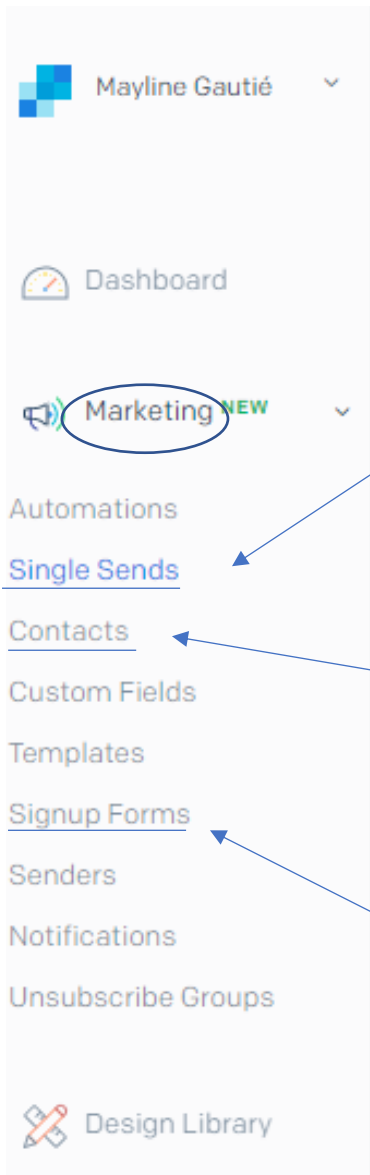 Mayline Gautié
Dashboard
Marketing NEW
Automations
Single Sends
Contacts
Custom Fields
Templates
Signup Forms
Senders
Notifications
Unsubscribe Groups
Design Library